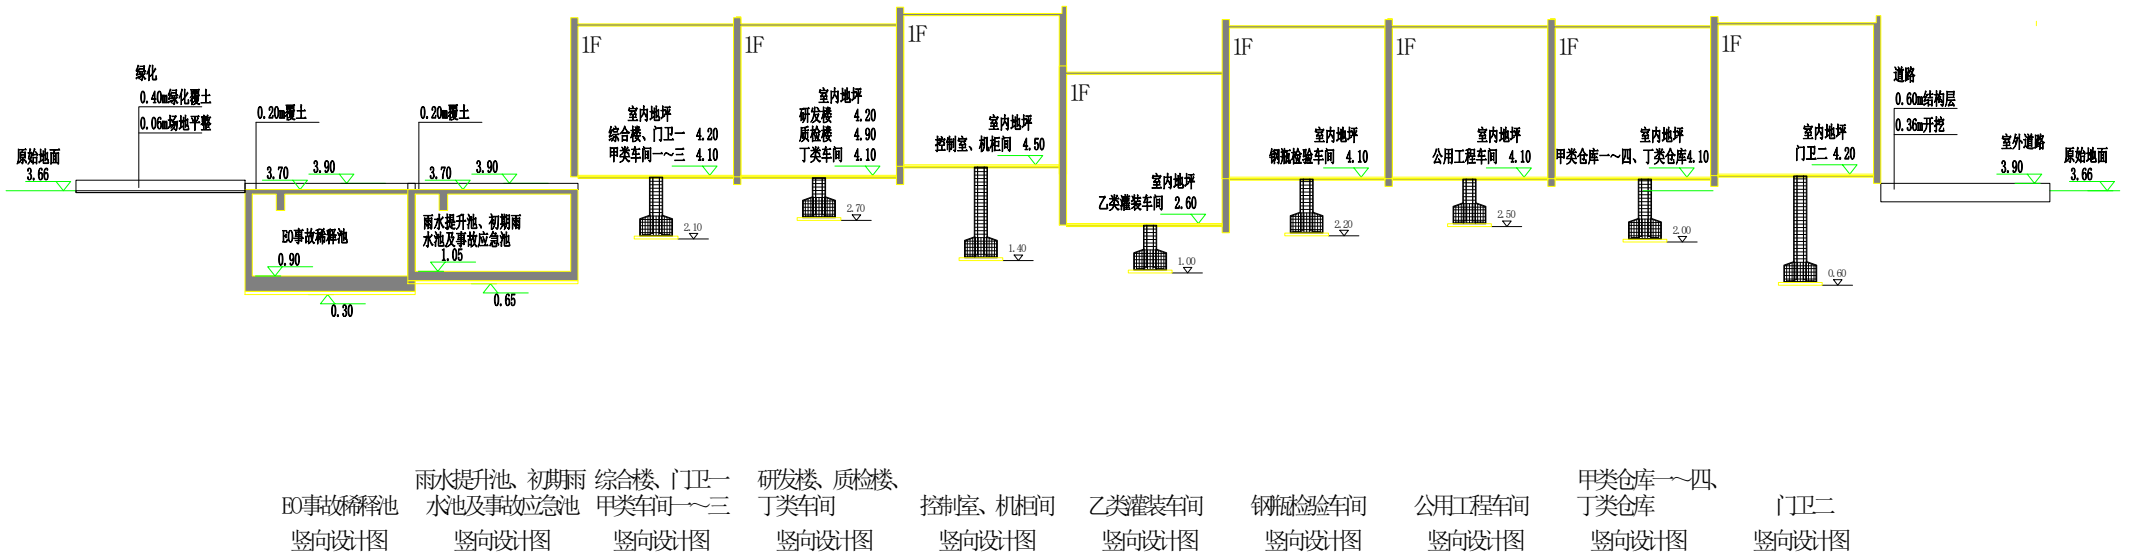 绿化
0.40m绿化覆土
0.06m场地平整
原始地面
3.66
0.20m覆土
3.70
3.90
EO事故稀释池
0.90
0.30
0.20m覆土
3.70
3.90
雨水提升池、初期雨
水池及事故应急池
1.05
0.65
1F
室内地坪
综合楼、门卫一 4.20
甲类车间一～三 4.10
2.10
1F
室内地坪
研发楼 4.20
质检楼 4.90
丁类车间 4.10
2.70
1F
室内地坪
控制室、机柜间 4.50
1.40
1F
室内地坪
乙类灌装车间 2.60
1.00
1F
室内地坪
钢瓶检验车间 4.10
2.20
1F
室内地坪
公用工程车间 4.10
2.50
1F
室内地坪
甲类仓库一～四、丁类仓库4.10
2.00
1F
室内地坪
门卫二 4.20
0.60
道路
0.60m结构层
0.36m开挖
室外道路
3.90
原始地面
3.66
EO事故稀释池
竖向设计图
雨水提升池、初期雨
水池及事故应急池
竖向设计图
综合楼、门卫一
甲类车间一～三
竖向设计图
研发楼、质检楼、
丁类车间
竖向设计图
控制室、机柜间
竖向设计图
乙类灌装车间
竖向设计图
钢瓶检验车间
竖向设计图
公用工程车间
竖向设计图
甲类仓库一～四、
丁类仓库
竖向设计图
门卫二
竖向设计图